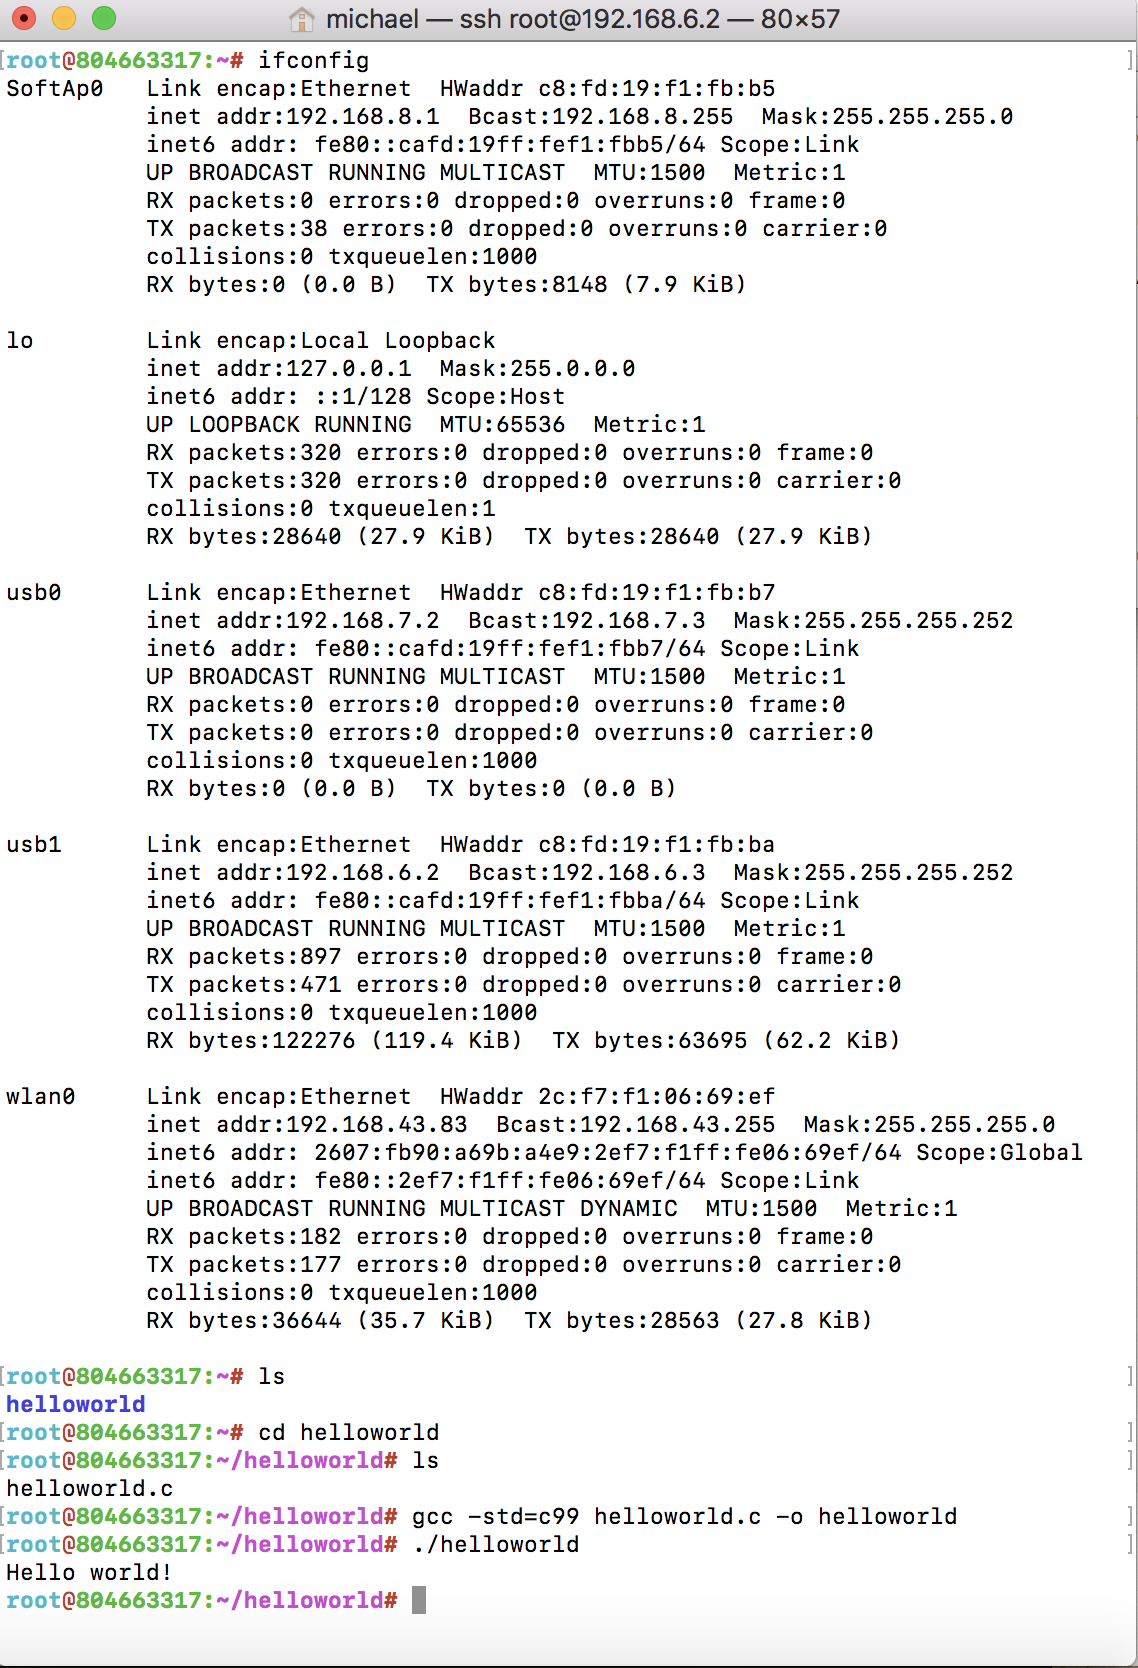 michael — ssh root@192.168.6.2 — 80×57
[root@804663317:~# ifconfig ]
SoftAp0   Link encap:Ethernet  HWaddr c8:fd:19:f1:fb:b5
          inet addr:192.168.8.1  Bcast:192.168.8.255  Mask:255.255.255.0
          inet6 addr: fe80::cafd:19ff:fef1:fbb5/64 Scope:Link
          UP BROADCAST RUNNING MULTICAST  MTU:1500  Metric:1
          RX packets:0 errors:0 dropped:0 overruns:0 frame:0
          TX packets:38 errors:0 dropped:0 overruns:0 carrier:0
          collisions:0 txqueuelen:1000
          RX bytes:0 (0.0 B)  TX bytes:8148 (7.9 KiB)

lo        Link encap:Local Loopback
          inet addr:127.0.0.1  Mask:255.0.0.0
          inet6 addr: ::1/128 Scope:Host
          UP LOOPBACK RUNNING  MTU:65536  Metric:1
          RX packets:320 errors:0 dropped:0 overruns:0 frame:0
          TX packets:320 errors:0 dropped:0 overruns:0 carrier:0
          collisions:0 txqueuelen:1
          RX bytes:28640 (27.9 KiB)  TX bytes:28640 (27.9 KiB)

usb0      Link encap:Ethernet  HWaddr c8:fd:19:f1:fb:b7
          inet addr:192.168.7.2  Bcast:192.168.7.3  Mask:255.255.255.252
          inet6 addr: fe80::cafd:19ff:fef1:fbb7/64 Scope:Link
          UP BROADCAST RUNNING MULTICAST  MTU:1500  Metric:1
          RX packets:0 errors:0 dropped:0 overruns:0 frame:0
          TX packets:0 errors:0 dropped:0 overruns:0 carrier:0
          collisions:0 txqueuelen:1000
          RX bytes:0 (0.0 B)  TX bytes:0 (0.0 B)

usb1      Link encap:Ethernet  HWaddr c8:fd:19:f1:fb:ba
          inet addr:192.168.6.2  Bcast:192.168.6.3  Mask:255.255.255.252
          inet6 addr: fe80::cafd:19ff:fef1:fbba/64 Scope:Link
          UP BROADCAST RUNNING MULTICAST  MTU:1500  Metric:1
          RX packets:897 errors:0 dropped:0 overruns:0 frame:0
          TX packets:471 errors:0 dropped:0 overruns:0 carrier:0
          collisions:0 txqueuelen:1000
          RX bytes:122276 (119.4 KiB)  TX bytes:63695 (62.2 KiB)

wlan0     Link encap:Ethernet  HWaddr 2c:f7:f1:06:69:ef
          inet addr:192.168.43.83  Bcast:192.168.43.255  Mask:255.255.255.0
          inet6 addr: 2607:fb90:a69b:a4e9:2ef7:f1ff:fe06:69ef/64 Scope:Global
          inet6 addr: fe80::2ef7:f1ff:fe06:69ef/64 Scope:Link
          UP BROADCAST RUNNING MULTICAST DYNAMIC  MTU:1500  Metric:1
          RX packets:182 errors:0 dropped:0 overruns:0 frame:0
          TX packets:177 errors:0 dropped:0 overruns:0 carrier:0
          collisions:0 txqueuelen:1000
          RX bytes:36644 (35.7 KiB)  TX bytes:28563 (27.8 KiB)

[root@804663317:~# ls ]
helloworld
[root@804663317:~# cd helloworld ]
[root@804663317:~/helloworld# ls ]
helloworld.c
[root@804663317:~/helloworld# gcc -std=c99 helloworld.c -o helloworld ]
[root@804663317:~/helloworld# ./helloworld ]
Hello world!
root@804663317:~/helloworld#